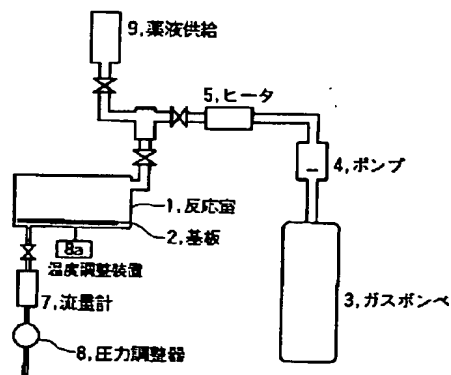 9,薬液供給
5,ヒータ
4,ポンプ
1,反応室
2,基板
8a
温度調整装置
3,ガスボンベ
7,流量計
8,圧力調整器